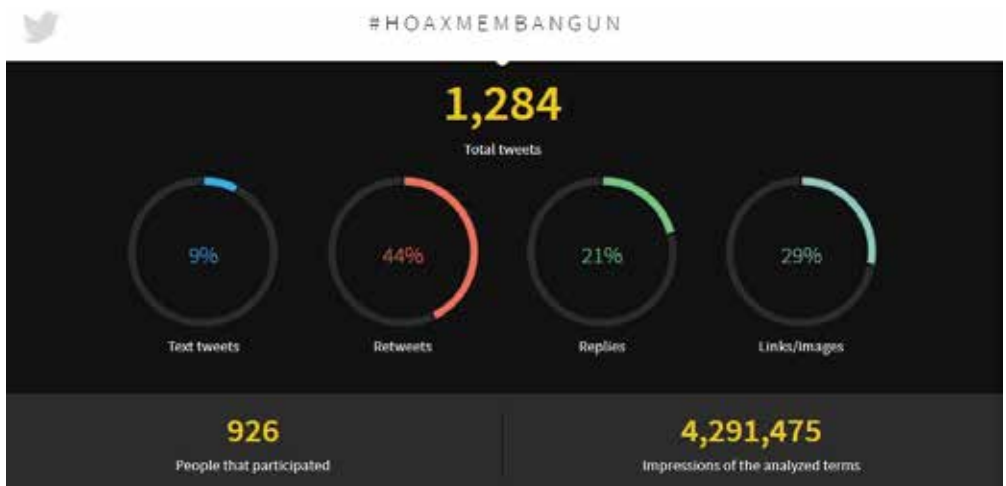 #HOAXMEMBANGUN
1,284
Total tweets
9%
44%
21%
29%
Text tweets
Retweets
Replies
Links/Images
926
4,291,475
People that participated
Impressions of the analyzed terms